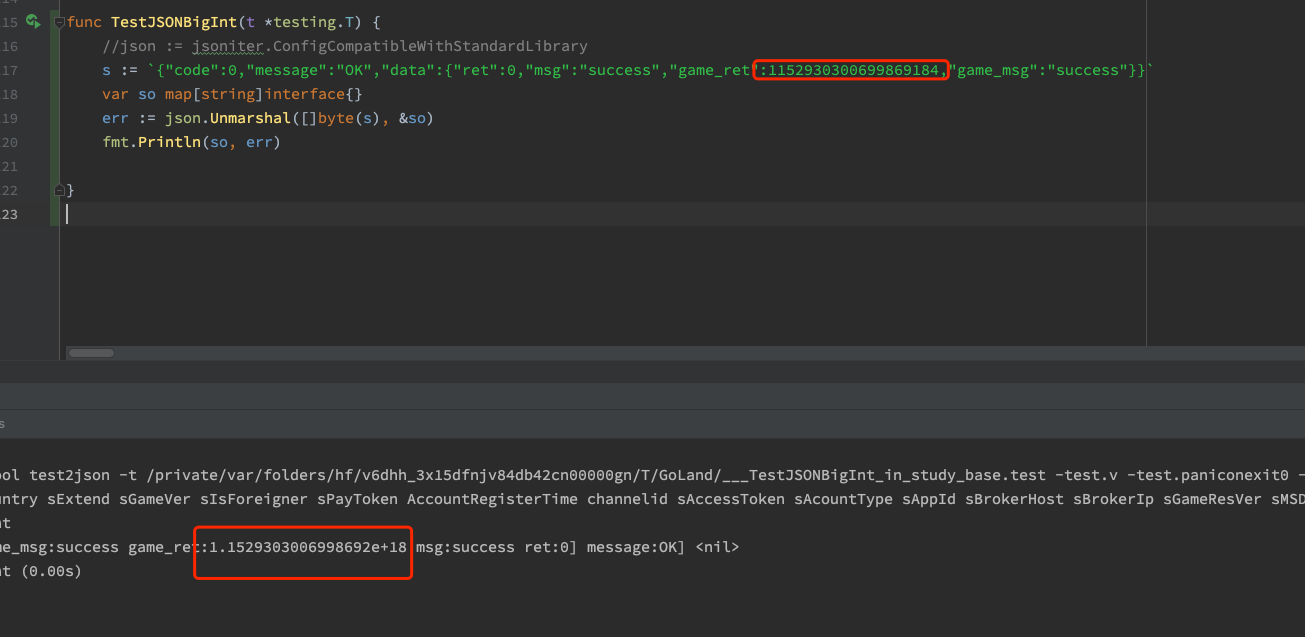 15 func TestJSONBigInt(t *testing.T) {
16 //json := jsoniter.ConfigCompatibleWithStandardLibrary
17 s := `{"code":0,"message":"OK","data":{"ret":0,"msg":"success","game_ret":1152930300699869184,"game_msg":"success"}}`
18 var so map[string]interface{}
19 err := json.Unmarshal([]byte(s), &so)
20 fmt.Println(so, err)
21
22 }
23
s
ool test2json -t /private/var/folders/hf/v6dhh_3x15dfnjv84db42cn00000gn/T/GoLand/___TestJSONBigInt_in_study_base.test -test.v -test.paniconexit0 -
untry sExtend sGameVer sIsForeigner sPayToken AccountRegisterTime channelid sAccessToken sAcountType sAppId sBrokerHost sBrokerIp sGameResVer sMSD
nt
me_msg:success game_ret:1.1529303006998692e+18 msg:success ret:0] message:OK] <nil>
nt (0.00s)